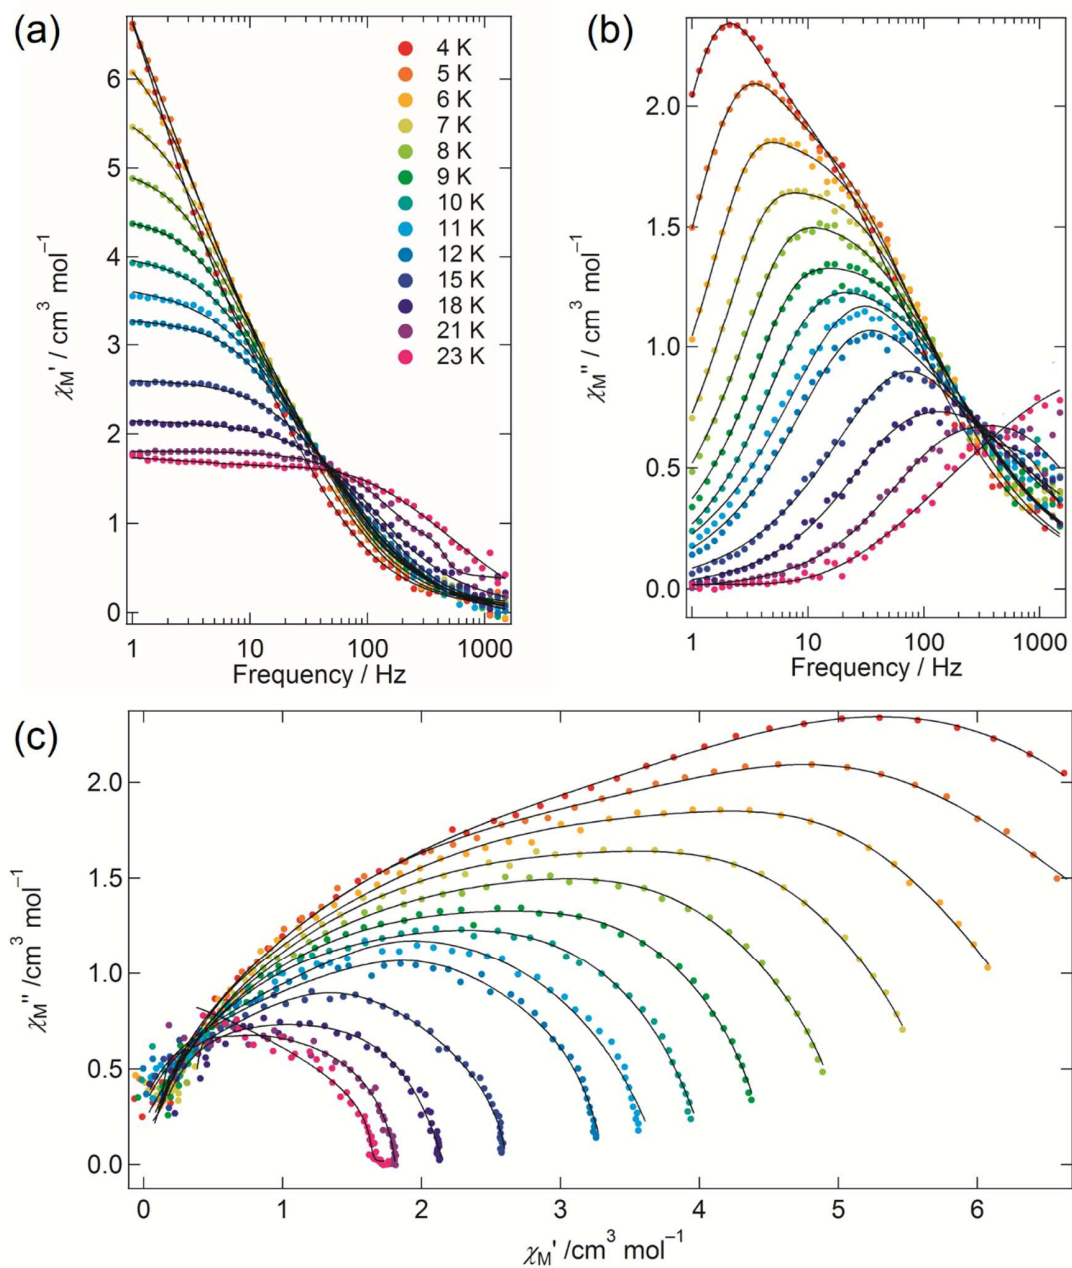 (a)
6
5
4
3
2
1
0
χM′ / cm³ mol⁻¹
1
10
100
1000
Frequency / Hz
4 K
5 K
6 K
7 K
8 K
9 K
10 K
11 K
12 K
15 K
18 K
21 K
23 K
(b)
2.0
1.5
1.0
0.5
0.0
χM″ / cm³ mol⁻¹
1
10
100
1000
Frequency / Hz
(c)
2.0
1.5
1.0
0.5
0.0
χM″ /cm³ mol⁻¹
0
1
2
3
4
5
6
χM′ /cm³ mol⁻¹